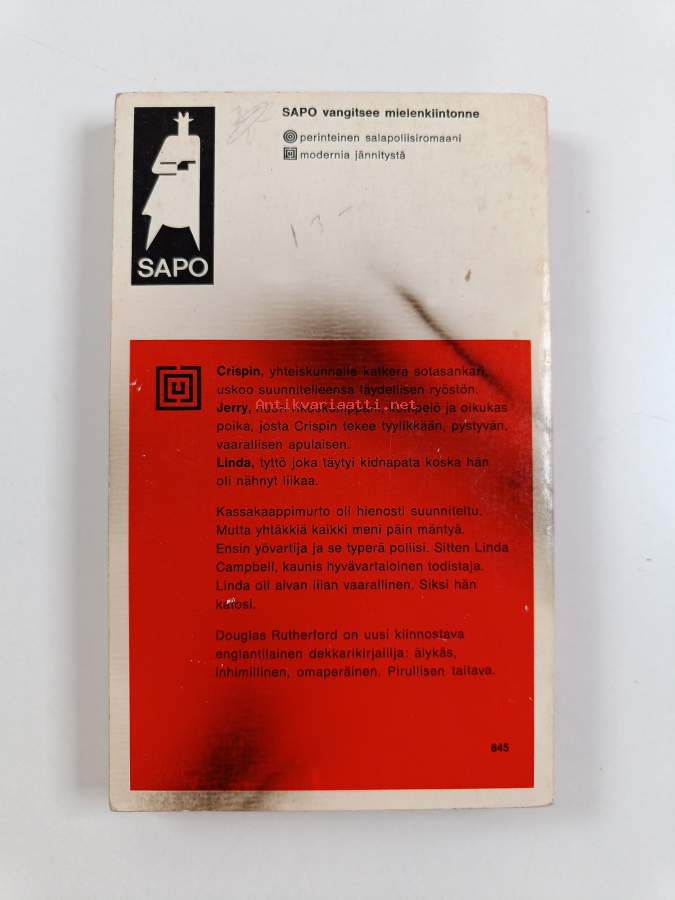 SAPO vangitsee mielenkiintonne
perinteinen salapoliisiromaani
modernia jännitystä
SAPO
Crispin, yhteiskunnalle katkera sotasankari,
uskoo suunnitelleensa täydellisen ryöstön.
Antikvariaatti.net
Jerry, ja oikukas
poika, josta Crispin tekee tyylikkään, pystyvän,
vaarallisen apulaisen.
Linda, tyttö joka täytyi kidnapata koska hän
oli nähnyt liikaa.
Kassakaappimurto oli hienosti suunniteltu.
Mutta yhtäkkiä kaikki meni päin mäntyä.
Ensin yövartija ja se typerä poliisi. Sitten Linda
Campbell, kaunis hyvävartaloinen todistaja.
Linda oli aivan liian vaarallinen. Siksi hän
katosi.
Douglas Rutherford on uusi kiinnostava
englantilainen dekkarikirjailija: älykäs,
inhimillinen, omaperäinen. Pirullisen taitava.
845